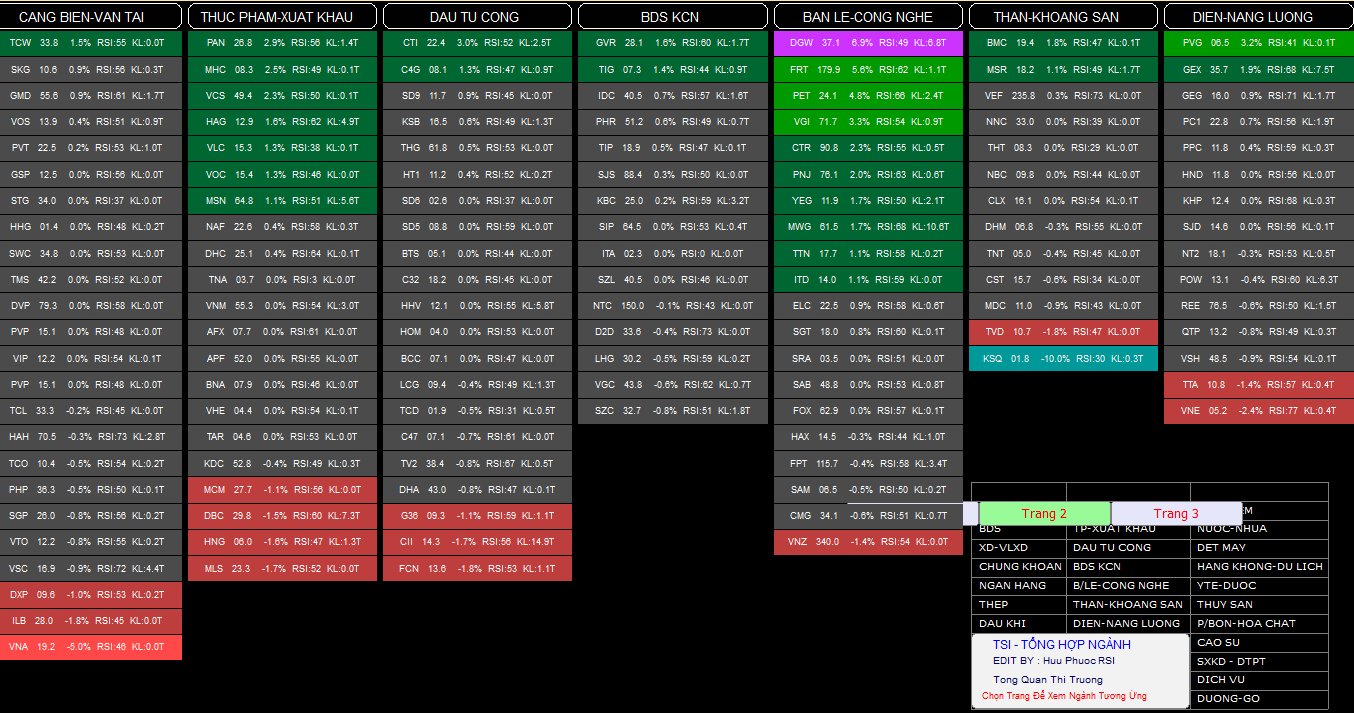 CANG BIEN-VAN TAI
TCW 33.8 1.5% RSI:55 KL:0.0T
SKG 10.6 0.9% RSI:56 KL:0.3T
GMD 55.6 0.9% RSI:61 KL:1.7T
VOS 13.9 0.4% RSI:51 KL:0.9T
PVT 22.5 0.2% RSI:53 KL:1.0T
GSP 12.5 0.0% RSI:56 KL:0.0T
STG 34.0 0.0% RSI:37 KL:0.0T
HHG 01.4 0.0% RSI:48 KL:0.2T
SWC 34.8 0.0% RSI:53 KL:0.0T
TMS 42.2 0.0% RSI:52 KL:0.0T
DVP 79.3 0.0% RSI:58 KL:0.0T
PVP 15.1 0.0% RSI:48 KL:0.0T
VIP 12.2 0.0% RSI:54 KL:0.1T
PVP 15.1 0.0% RSI:48 KL:0.0T
TCL 33.3 -0.2% RSI:45 KL:0.0T
HAH 70.5 -0.3% RSI:73 KL:2.8T
TCO 10.4 -0.5% RSI:54 KL:0.2T
PHP 36.3 -0.5% RSI:50 KL:0.1T
SGP 26.0 -0.8% RSI:56 KL:0.2T
VTO 12.2 -0.8% RSI:55 KL:0.2T
VSC 16.9 -0.9% RSI:72 KL:4.4T
DXP 09.6 -1.0% RSI:53 KL:0.2T
ILB 28.0 -1.8% RSI:45 KL:0.0T
VNA 19.2 -5.0% RSI:46 KL:0.0T
THUC PHAM-XUAT KHAU
PAN 26.8 2.9% RSI:56 KL:1.4T
MHC 08.3 2.5% RSI:49 KL:0.1T
VCS 49.4 2.3% RSI:50 KL:0.1T
HAG 12.9 1.6% RSI:62 KL:4.9T
VLC 15.3 1.3% RSI:38 KL:0.1T
VOC 15.4 1.3% RSI:46 KL:0.0T
MSN 64.8 1.1% RSI:51 KL:5.6T
NAF 22.6 0.4% RSI:58 KL:0.3T
DHC 25.1 0.4% RSI:64 KL:0.1T
TNA 03.7 0.0% RSI:3 KL:0.0T
VNM 55.3 0.0% RSI:54 KL:3.0T
AFX 07.7 0.0% RSI:61 KL:0.0T
APF 52.0 0.0% RSI:55 KL:0.0T
BNA 07.9 0.0% RSI:46 KL:0.0T
VHE 04.4 0.0% RSI:54 KL:0.1T
TAR 04.6 0.0% RSI:53 KL:0.0T
KDC 52.8 -0.4% RSI:49 KL:0.3T
MCM 27.7 -1.1% RSI:56 KL:0.0T
DBC 29.8 -1.5% RSI:60 KL:7.3T
HNG 06.0 -1.6% RSI:47 KL:1.3T
MLS 23.3 -1.7% RSI:52 KL:0.0T
DAU TU CONG
CTI 22.4 3.0% RSI:52 KL:2.5T
C4G 08.1 1.3% RSI:47 KL:0.9T
SD9 11.7 0.9% RSI:45 KL:0.0T
KSB 16.5 0.6% RSI:49 KL:1.3T
THG 61.8 0.5% RSI:53 KL:0.0T
HT1 11.2 0.4% RSI:52 KL:0.2T
SD6 02.6 0.0% RSI:37 KL:0.0T
SD5 08.8 0.0% RSI:59 KL:0.0T
BTS 05.1 0.0% RSI:44 KL:0.0T
C32 18.2 0.0% RSI:45 KL:0.0T
HHV 12.1 0.0% RSI:55 KL:5.8T
HOM 04.0 0.0% RSI:53 KL:0.0T
BCC 07.1 0.0% RSI:47 KL:0.0T
LCG 09.4 -0.4% RSI:49 KL:1.3T
TCD 01.9 -0.5% RSI:31 KL:0.5T
C47 07.1 -0.7% RSI:61 KL:0.0T
TV2 38.4 -0.8% RSI:67 KL:0.5T
DHA 43.0 -0.8% RSI:47 KL:0.1T
G36 09.3 -1.1% RSI:59 KL:1.1T
CII 14.3 -1.7% RSI:56 KL:14.9T
FCN 13.6 -1.8% RSI:53 KL:1.1T
BDS KCN
GVR 28.1 1.6% RSI:60 KL:1.7T
TIG 07.3 1.4% RSI:44 KL:0.9T
IDC 40.5 0.7% RSI:57 KL:1.6T
PHR 51.2 0.6% RSI:49 KL:0.7T
TIP 18.9 0.5% RSI:47 KL:0.1T
SJS 88.4 0.3% RSI:50 KL:0.0T
KBC 25.0 0.2% RSI:59 KL:3.2T
SIP 64.5 0.0% RSI:53 KL:0.4T
ITA 02.3 0.0% RSI:0 KL:0.0T
SZL 40.5 0.0% RSI:46 KL:0.0T
NTC 150.0 -0.1% RSI:43 KL:0.0T
D2D 33.6 -0.4% RSI:73 KL:0.0T
LHG 30.2 -0.5% RSI:59 KL:0.2T
VGC 43.8 -0.6% RSI:62 KL:0.7T
SZC 32.7 -0.8% RSI:51 KL:1.8T
BAN LE-CONG NGHE
DGW 37.1 6.9% RSI:49 KL:6.8T
FRT 179.9 5.6% RSI:62 KL:1.1T
PET 24.1 4.8% RSI:66 KL:2.4T
VGI 71.7 3.3% RSI:54 KL:0.9T
CTR 90.8 2.3% RSI:55 KL:0.5T
PNJ 76.1 2.0% RSI:63 KL:0.6T
YEG 11.9 1.7% RSI:50 KL:2.1T
MWG 61.5 1.7% RSI:68 KL:10.6T
TTN 17.7 1.1% RSI:58 KL:0.2T
ITD 14.0 1.1% RSI:59 KL:0.0T
ELC 22.5 0.9% RSI:58 KL:0.6T
SGT 18.0 0.8% RSI:60 KL:0.1T
SRA 03.5 0.0% RSI:51 KL:0.0T
SAB 48.8 0.0% RSI:53 KL:0.8T
FOX 62.9 0.0% RSI:57 KL:0.1T
HAX 14.5 -0.3% RSI:44 KL:1.0T
FPT 115.7 -0.4% RSI:58 KL:3.4T
SAM 06.5 -0.5% RSI:50 KL:0.2T
CMG 34.1 -0.6% RSI:51 KL:0.7T
VNZ 340.0 -1.4% RSI:54 KL:0.0T
THAN-KHOANG SAN
BMC 19.4 1.8% RSI:47 KL:0.1T
MSR 18.2 1.1% RSI:49 KL:1.7T
VEF 235.8 0.3% RSI:73 KL:0.0T
NNC 33.0 0.0% RSI:39 KL:0.0T
THT 08.3 0.0% RSI:29 KL:0.0T
NBC 09.8 0.0% RSI:44 KL:0.0T
CLX 16.1 0.0% RSI:54 KL:0.1T
DHM 06.8 -0.3% RSI:55 KL:0.0T
TNT 05.0 -0.4% RSI:45 KL:0.0T
CST 15.7 -0.6% RSI:34 KL:0.0T
MDC 11.0 -0.9% RSI:43 KL:0.0T
TVD 10.7 -1.8% RSI:47 KL:0.0T
KSQ 01.8 -10.0% RSI:30 KL:0.3T
DIEN-NANG LUONG
PVG 06.5 3.2% RSI:41 KL:0.1T
GEX 35.7 1.9% RSI:68 KL:7.5T
GEG 16.0 0.9% RSI:71 KL:1.7T
PC1 22.8 0.7% RSI:56 KL:1.9T
PPC 11.8 0.4% RSI:59 KL:0.3T
HND 11.8 0.0% RSI:56 KL:0.0T
KHP 12.4 0.0% RSI:68 KL:0.3T
SJD 14.6 0.0% RSI:56 KL:0.1T
NT2 18.1 -0.3% RSI:53 KL:0.5T
POW 13.1 -0.4% RSI:60 KL:6.3T
REE 76.5 -0.6% RSI:50 KL:1.5T
QTP 13.2 -0.8% RSI:49 KL:0.3T
VSH 48.5 -0.9% RSI:54 KL:0.1T
TTA 10.8 -1.4% RSI:57 KL:0.4T
VNE 05.2 -2.4% RSI:77 KL:0.4T
Trang 2 Trang 3
BDS TP-XUAT KHAU NUOC-NHUA
XD-VLXD DAU TU CONG DET MAY
CHUNG KHOAN BDS KCN HANG KHONG-DU LICH
NGAN HANG B/LE-CONG NGHE YTE-DUOC
THEP THAN-KHOANG SAN THUY SAN
DAU KHI DIEN-NANG LUONG P/BON-HOA CHAT
CAO SU
SXKD - DTPT
DICH VU
DUONG-GO
TSI - TỔNG HỢP NGÀNH
EDIT BY : Huu Phuoc RSI
Tong Quan Thi Truong
Chọn Trang Để Xem Ngành Tương Ứng